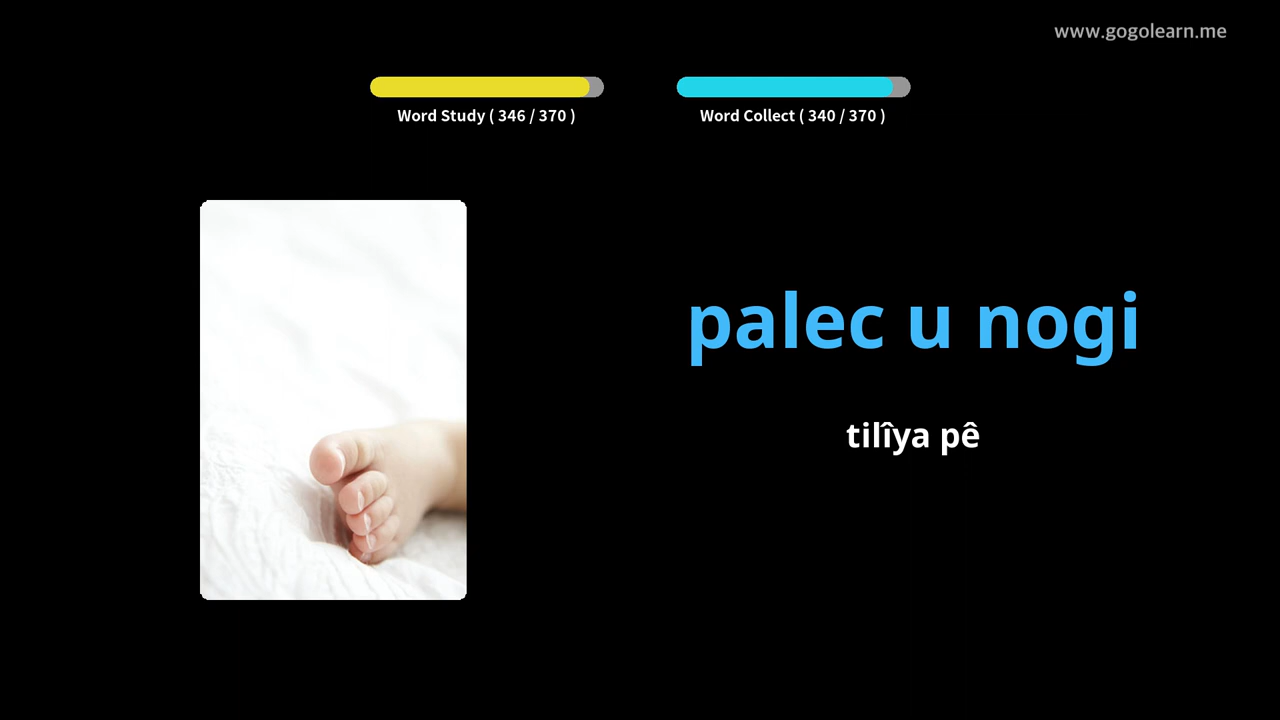 www.gogolearn.me
Word Study ( 346 / 370 )
Word Collect ( 340 / 370 )
palec u nogi
tilîya pê